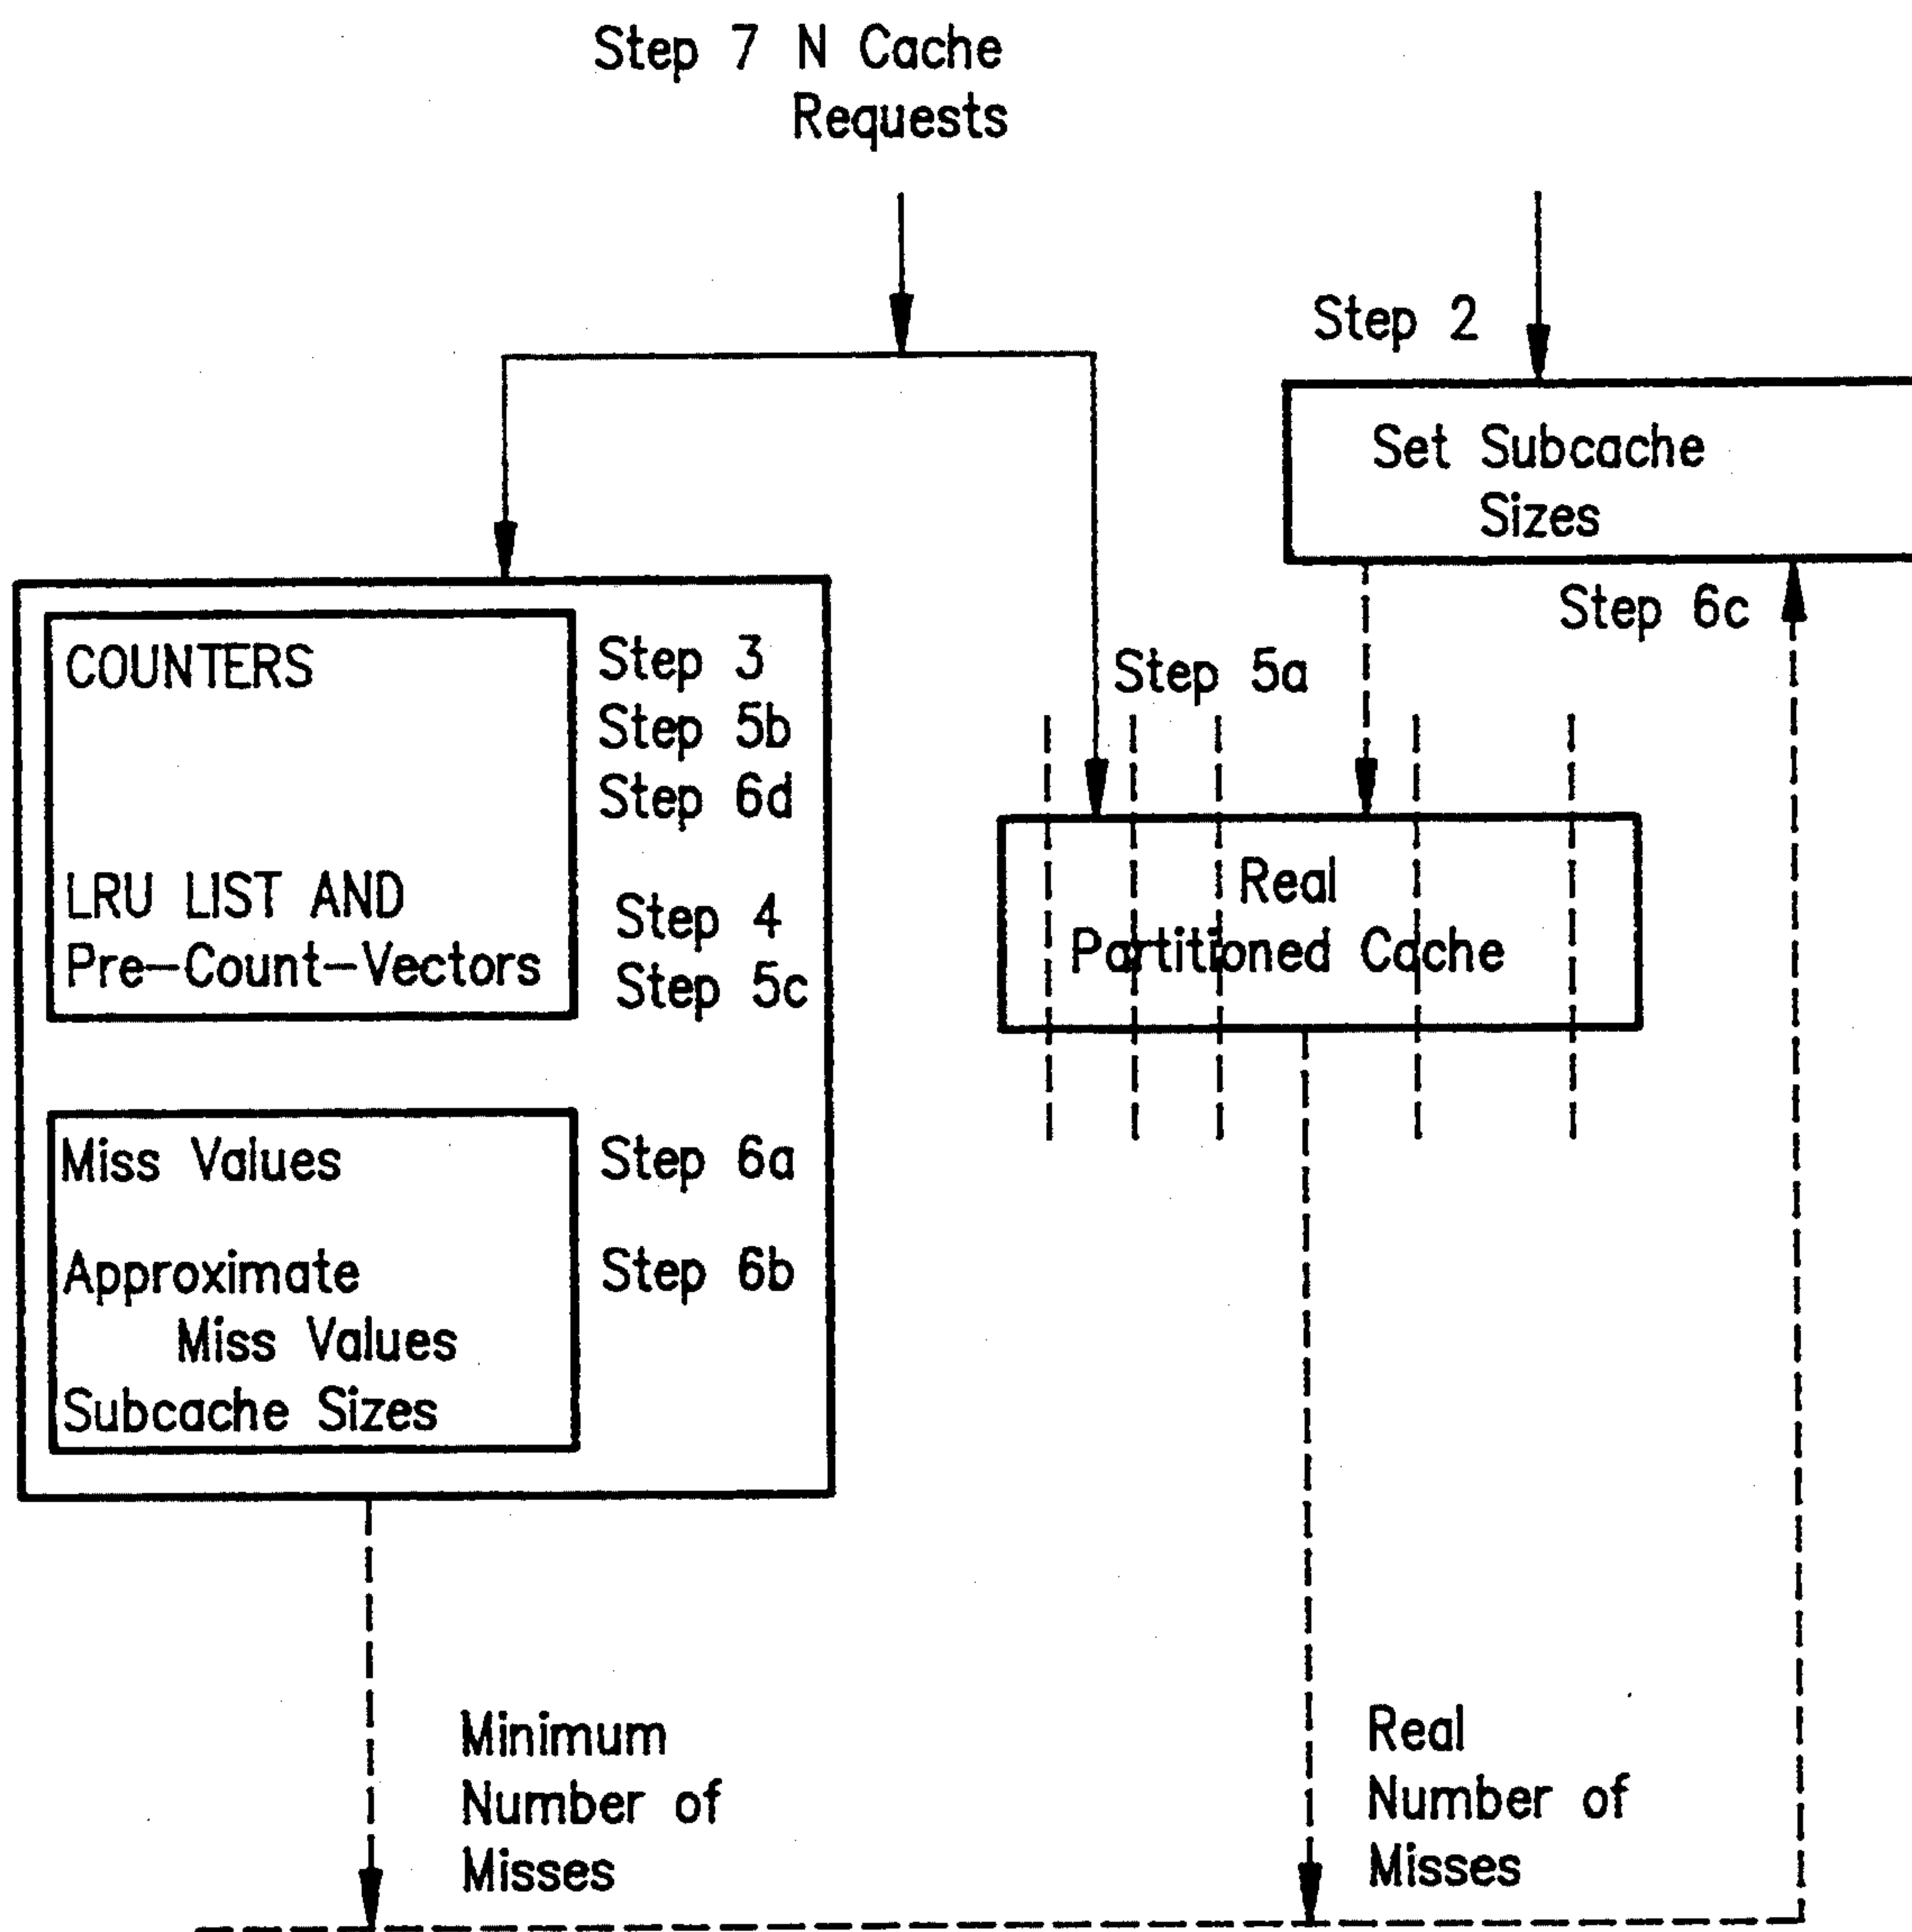 Step 7 N Cache
Requests
Step 2
Set Subcache
Sizes
Step 6c
COUNTERS
Step 3
Step 5b
Step 6d
LRU LIST AND
Pre-Count-Vectors
Step 4
Step 5c
Step 5a
Real
Partitioned Cache
Miss Values
Step 6a
Approximate
Miss Values
Step 6b
Subcache Sizes
Minimum
Number of
Misses
Real
Number of
Misses